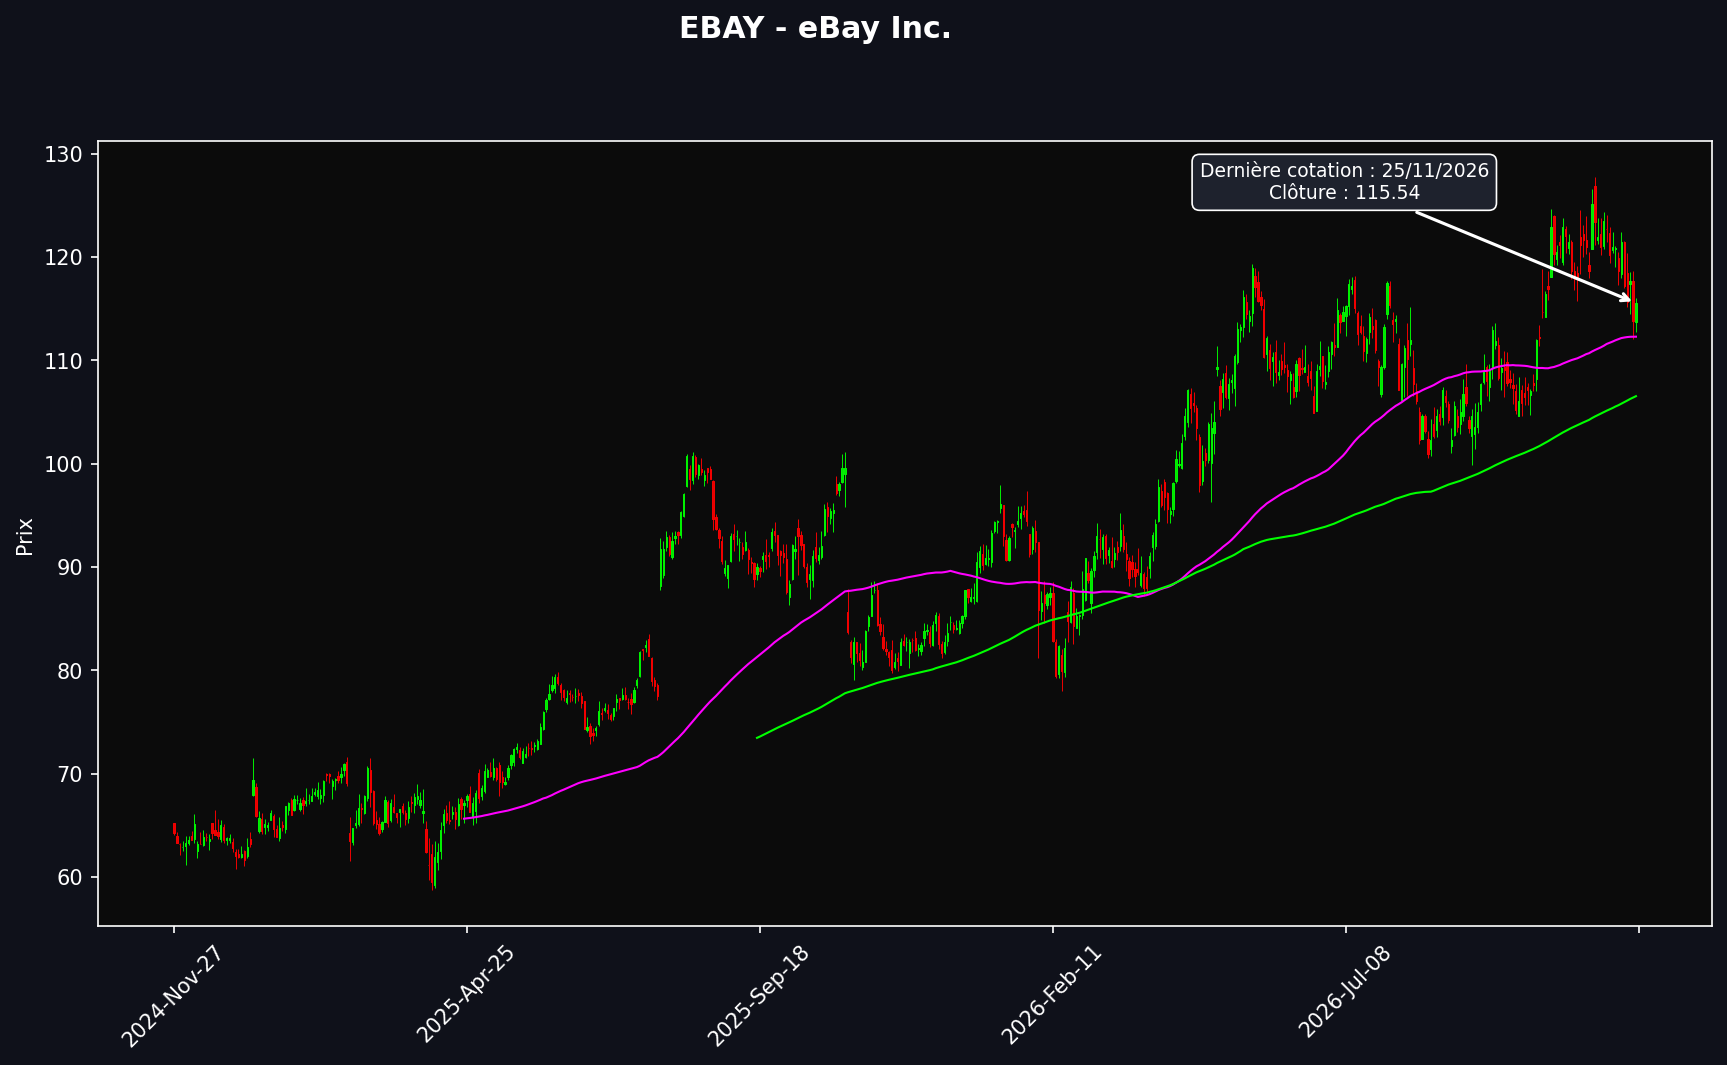 EBAY - eBay Inc.
Dernière cotation : 25/11/2026
Clôture : 115.54
130
120
110
100
90
80
70
60
Prix
2024-Nov-27
2025-Apr-25
2025-Sep-18
2026-Feb-11
2026-Jul-08